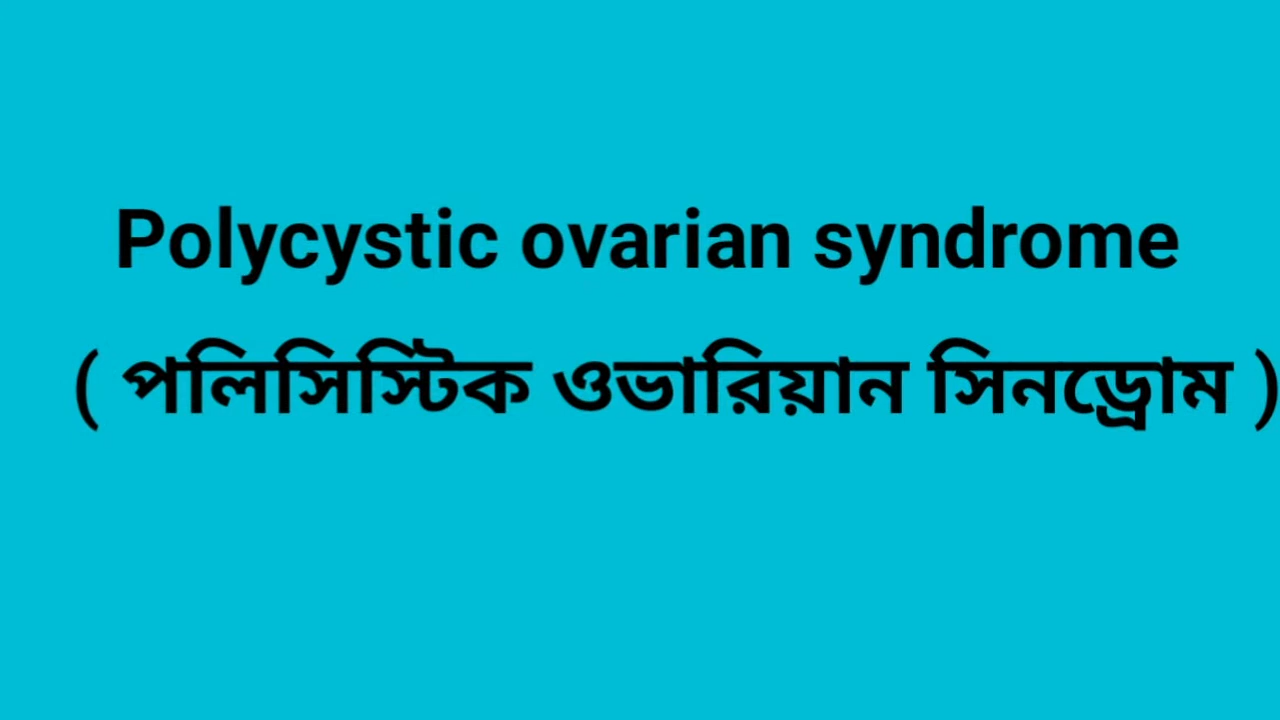 Polycystic ovarian syndrome
( পলিসিস্টিক ওভারিয়ান সিনড্রোম )